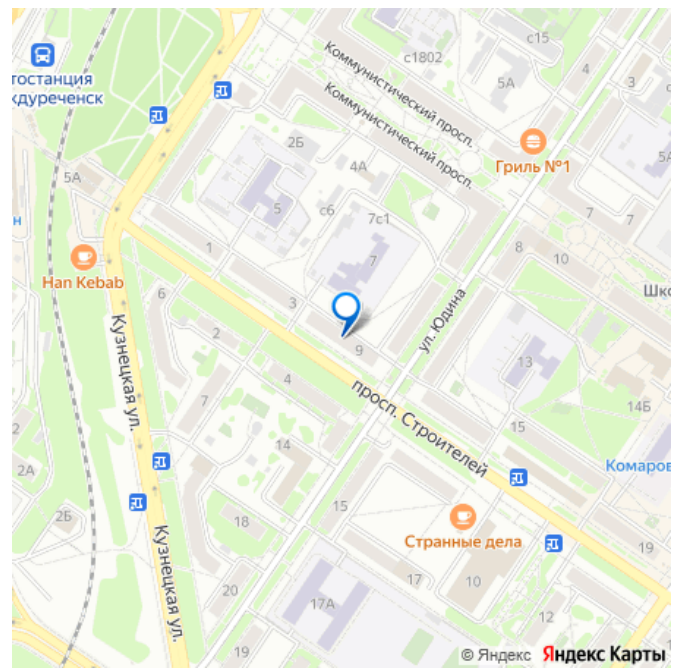 с1802
с15
тостанция
ждуреченск
5А
4
3
Коммунистический просп.
Коммунистический просп.
2Б
4А
Гриль №1
5А
5А
5
с6
7с1
7
7
н
1
7
8
10
Han Kebab
Шко
6
3
ул. Юдина
9
2
Кузнецкая ул.
4
13
7
просп. Строителей
14Б
15
14
2
2А
Комаров
15
2Б
18
Странные дела
Кузнецкая ул.
19
17
10
20
17А
12
19
© Яндекс Яндекс Карты